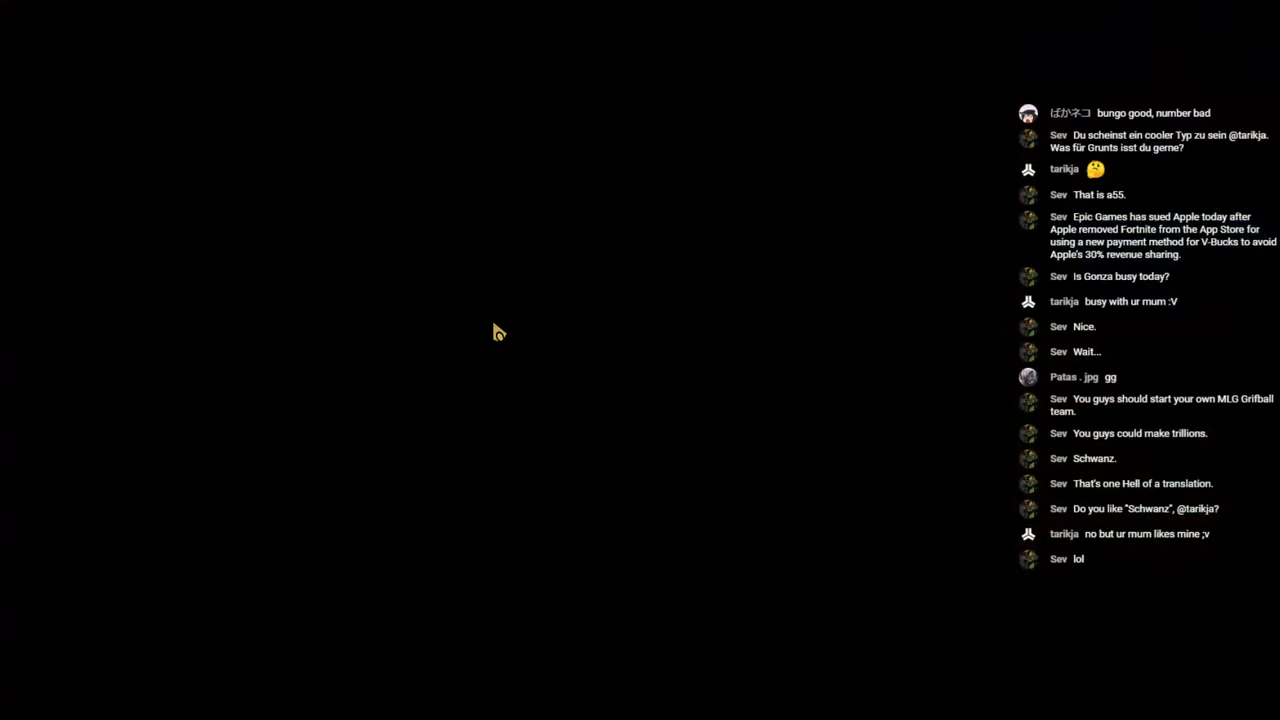 ばかネコ bungo good, number bad
Sev Du scheinst ein cooler Typ zu sein @tarikja.
Was für Grunts isst du gerne?
tarikja 🤔
Sev That is a55.
Sev Epic Games has sued Apple today after
Apple removed Fortnite from the App Store for
using a new payment method for V-Bucks to avoid
Apple's 30% revenue sharing.
Sev Is Gonza busy today?
tarikja busy with ur mum :V
Sev Nice.
Sev Wait...
Patas . jpg gg
Sev You guys should start your own MLG Grifball
team.
Sev You guys could make trillions.
Sev Schwanz.
Sev That's one Hell of a translation.
Sev Do you like "Schwanz", @tarikja?
tarikja no but ur mum likes mine ;v
Sev lol